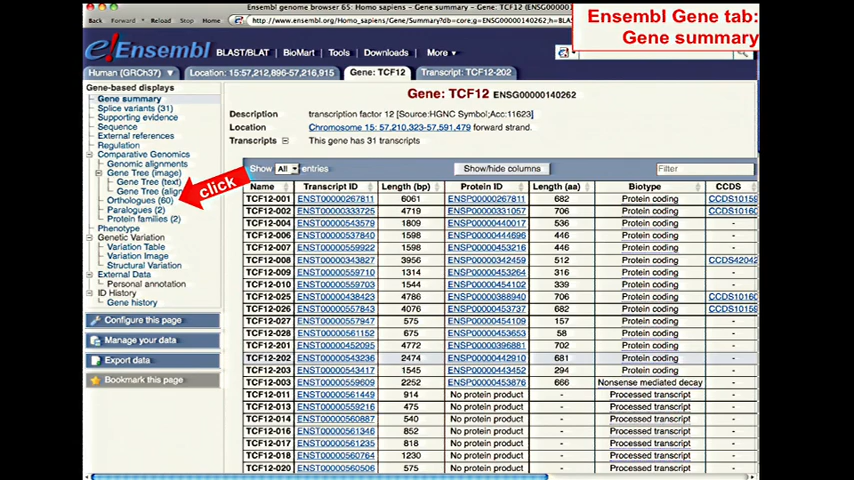 Ensembl genome browser 65: Homo sapiens – Gene: TCF12
Back Forward Reload Stop Home
http://www.ensembl.org/Homo_sapiens/Gene/Summary?db=core,g=ENSG00000140262;h=BLAS
Ensembl Gene tab:
Gene summary
e!Ensembl BLAST/BLAT | BioMart | Tools | Downloads | More
Human (GRCh37) Location: 15:57,212,896-57,216,915 Gene: TCF12 Transcript: TCF12-202
Gene-based displays
Gene summary
Splice variants (31)
Supporting evidence
Sequence
External references
Regulation
Comparative Genomics
Genomic alignments
Gene Tree (image)
Gene Tree (text)
Gene Tree (align
Orthologues (60)
Paralogues (2)
Protein families (2)
Phenotype
Genetic Variation
Variation Table
Variation Image
Structural Variation
External Data
Personal annotation
ID History
Gene history
Configure this page
Manage your data
Export data
Bookmark this page
click
Gene: TCF12 ENSG00000140262
Description transcription factor 12 [Source:HGNC Symbol;Acc:11623]
Location Chromosome 15: 57,210,323-57,591,479 forward strand.
Transcripts This gene has 31 transcripts
Show All entries Show/hide columns Filter
Name Transcript ID Length (bp) Protein ID Length (aa) Biotype CCDS
TCF12-001 ENST00000267811 6061 ENSP00000267811 682 Protein coding CCDS10159
TCF12-002 ENST00000333725 4719 ENSP00000331057 706 Protein coding CCDS10160
TCF12-004 ENST00000543579 1809 ENSP00000440017 536 Protein coding -
TCF12-006 ENST00000537840 1598 ENSP00000444696 446 Protein coding -
TCF12-007 ENST00000559222 1598 ENSP00000453216 446 Protein coding -
TCF12-008 ENST00000343827 3956 ENSP00000342459 512 Protein coding CCDS42042
TCF12-009 ENST00000559710 1314 ENSP00000453264 316 Protein coding -
TCF12-010 ENST00000559703 1544 ENSP00000454102 339 Protein coding -
TCF12-025 ENST00000438423 4786 ENSP00000388940 706 Protein coding CCDS10160
TCF12-026 ENST00000557843 4076 ENSP00000453737 682 Protein coding CCDS10159
TCF12-027 ENST00000557947 575 ENSP00000454109 157 Protein coding -
TCF12-028 ENST00000561152 675 ENSP00000453653 58 Protein coding -
TCF12-201 ENST00000452095 4772 ENSP00000396881 702 Protein coding -
TCF12-202 ENST00000543236 2474 ENSP00000442910 681 Protein coding -
TCF12-203 ENST00000543417 1545 ENSP00000443452 294 Protein coding -
TCF12-003 ENST00000559609 2252 ENSP00000453876 666 Nonsense mediated decay -
TCF12-011 ENST00000561449 914 No protein product - Processed transcript -
TCF12-013 ENST00000559216 475 No protein product - Processed transcript -
TCF12-014 ENST00000560887 540 No protein product - Processed transcript -
TCF12-016 ENST00000561346 852 No protein product - Processed transcript -
TCF12-017 ENST00000561235 818 No protein product - Processed transcript -
TCF12-018 ENST00000560764 1230 No protein product - Processed transcript -
TCF12-020 ENST00000560506 575 No protein product - Processed transcript -